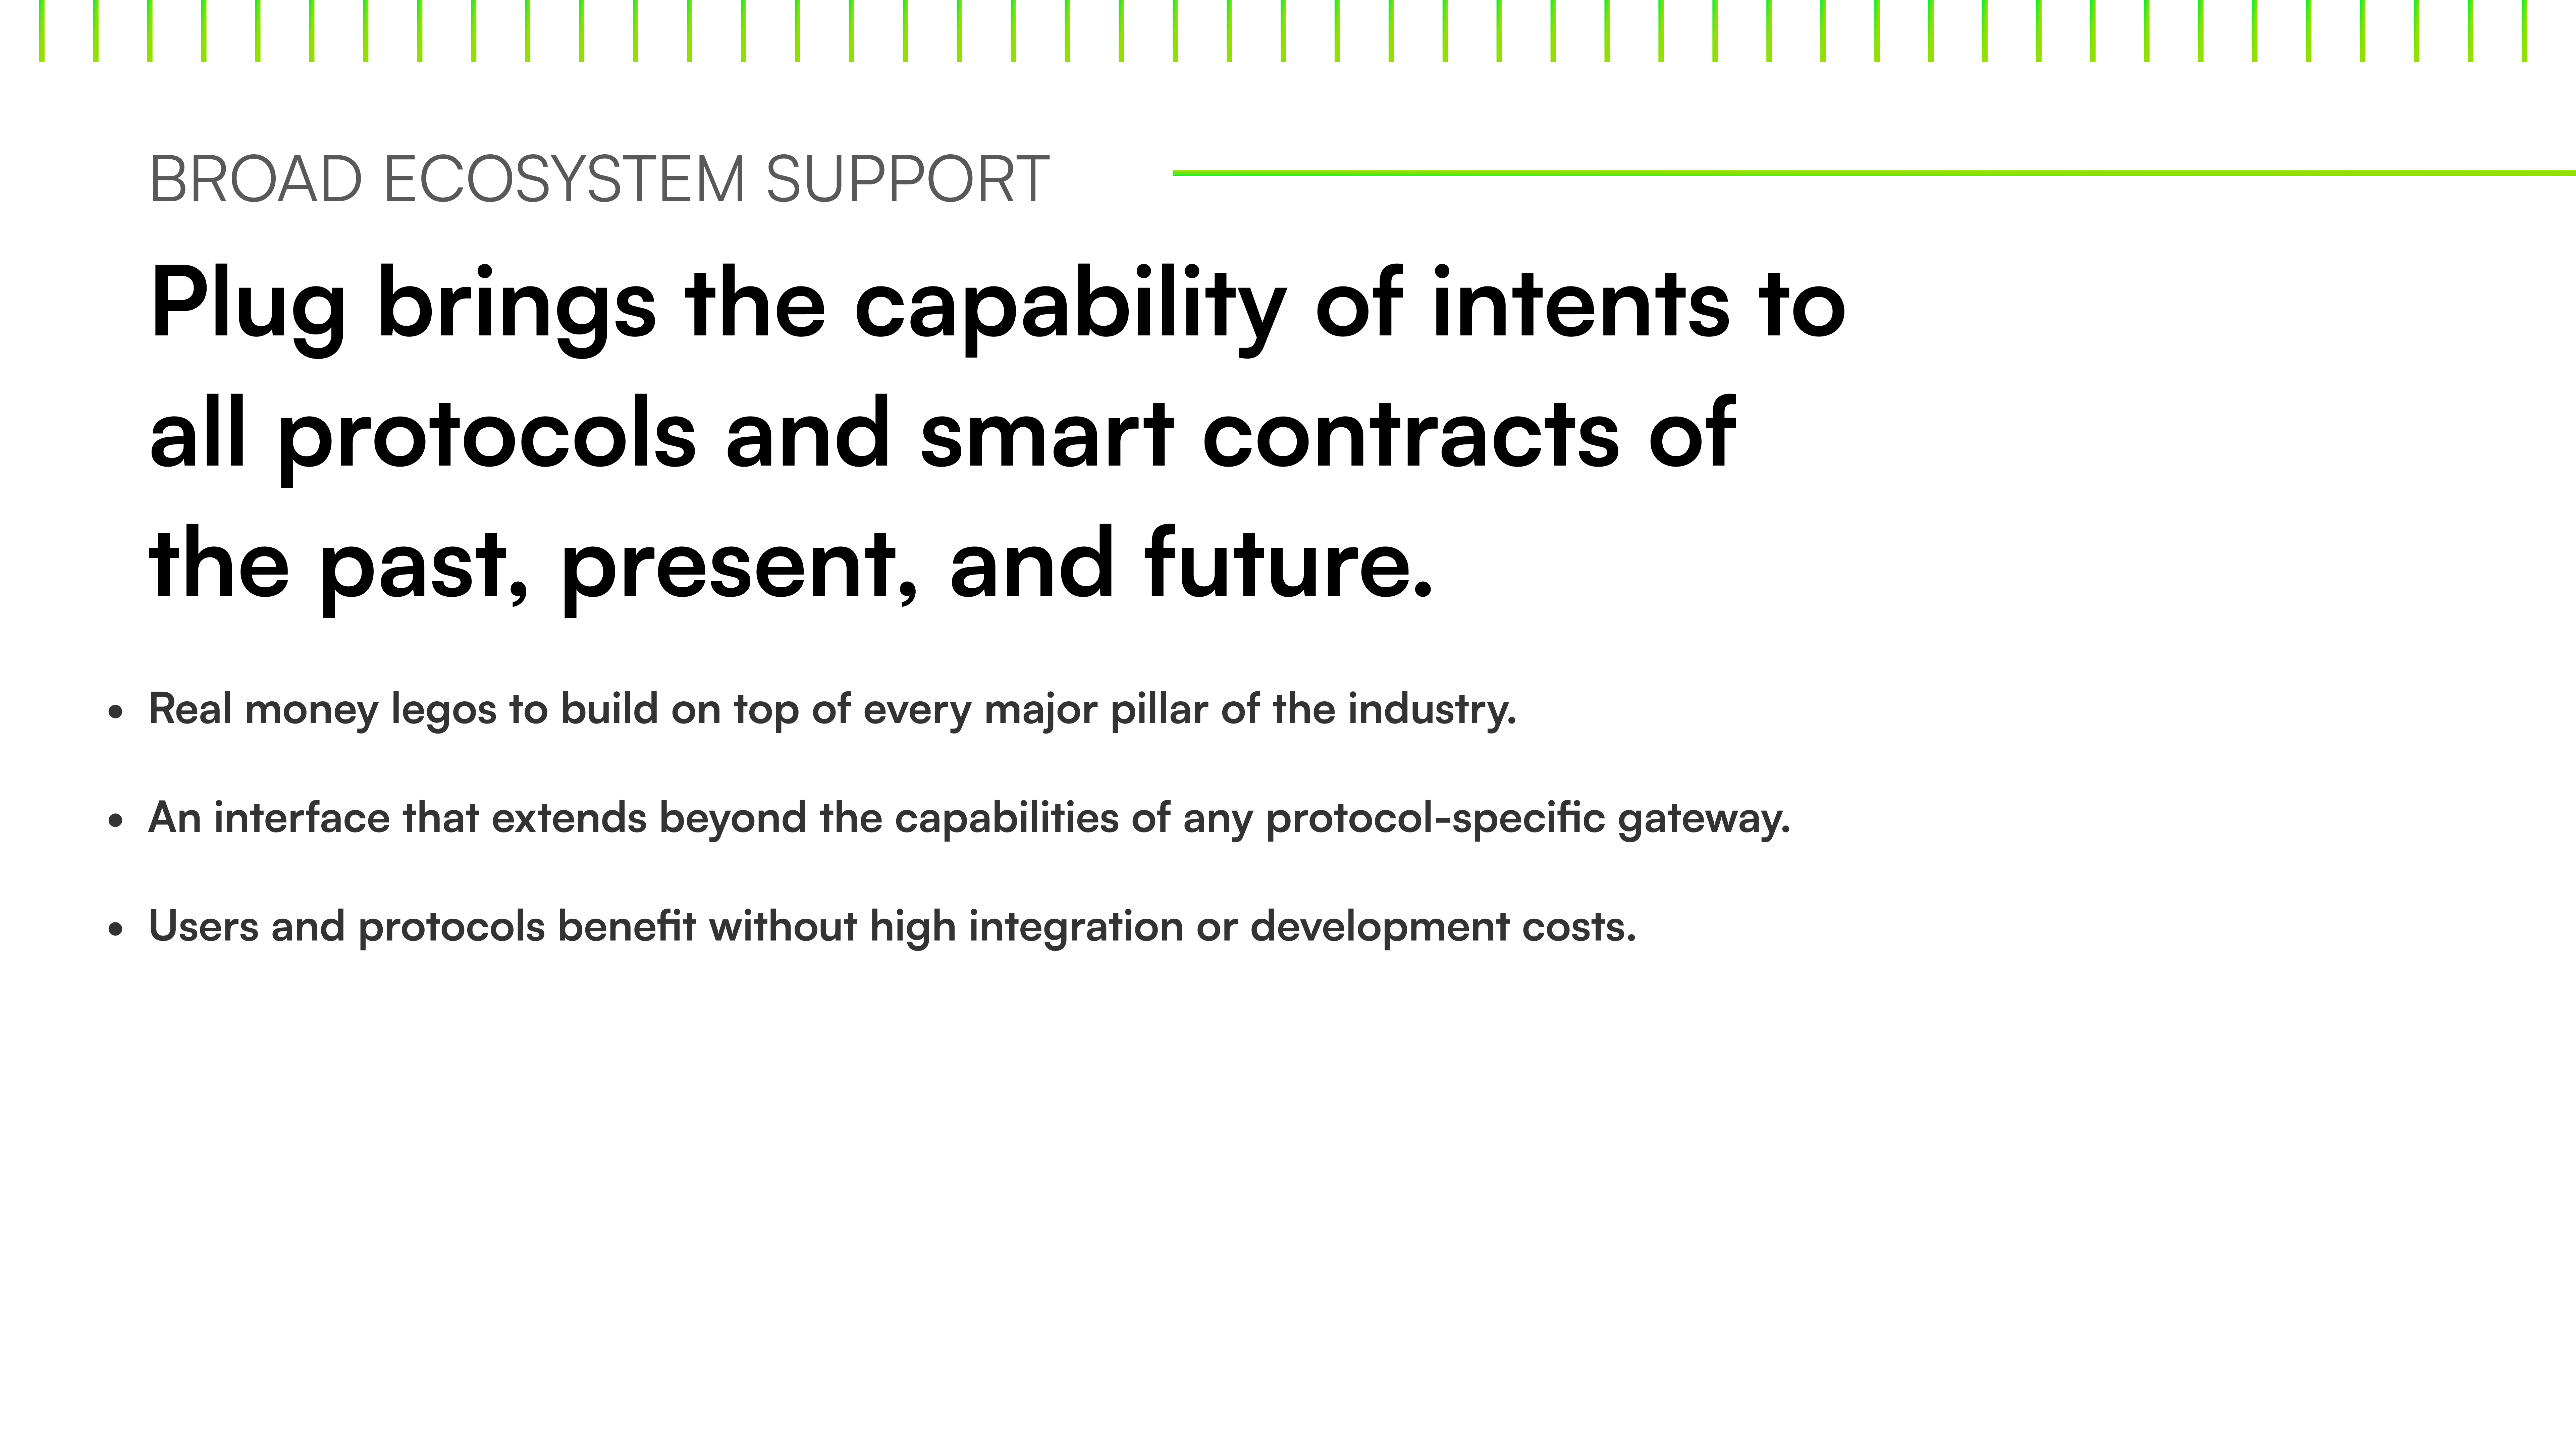 BROAD ECOSYSTEM SUPPORT
Plug brings the capability of intents to
all protocols and smart contracts of
the past, present, and future.
• Real money legos to build on top of every major pillar of the industry.
• An interface that extends beyond the capabilities of any protocol-specific gateway.
• Users and protocols benefit without high integration or development costs.